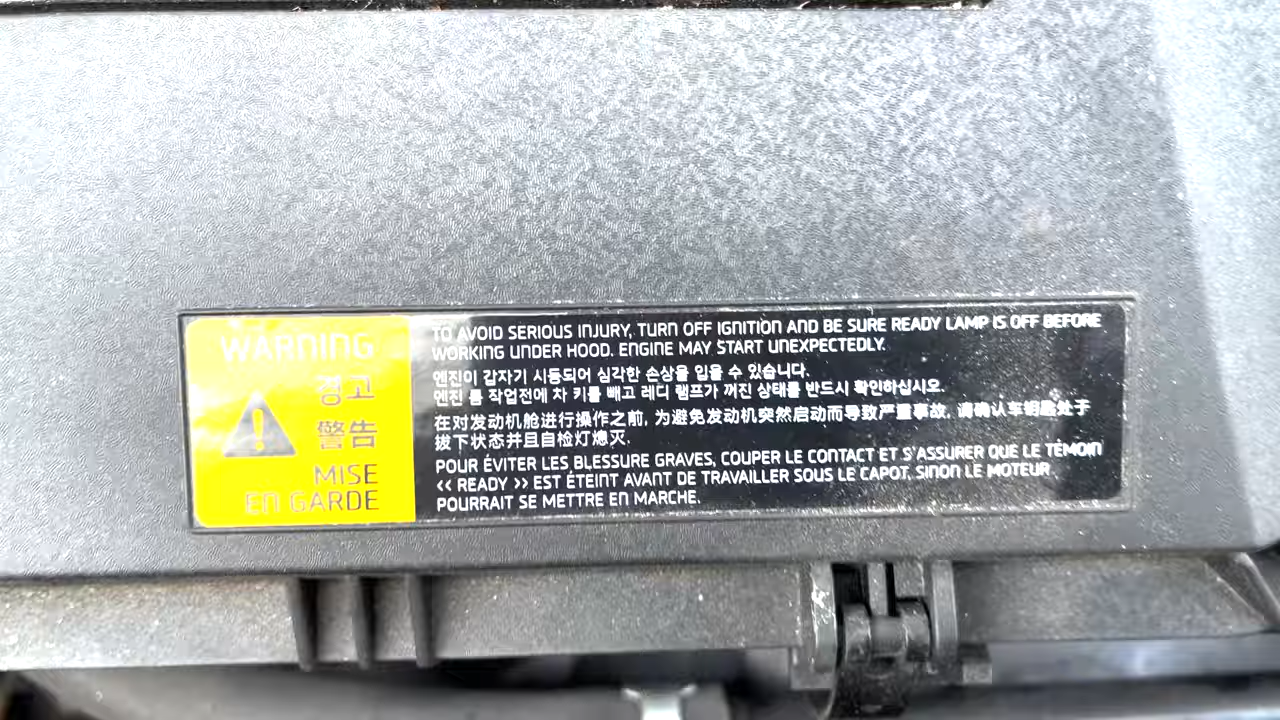 WARNING
경고
警告
MISE
EN GARDE
TO AVOID SERIOUS INJURY, TURN OFF IGNITION AND BE SURE READY LAMP IS OFF BEFORE
WORKING UNDER HOOD. ENGINE MAY START UNEXPECTEDLY.
엔진이 갑자기 시동되어 심각한 손상을 입을 수 있습니다.
엔진 룸 작업전에 차 키를 빼고 레디 램프가 꺼진 상태를 반드시 확인하십시오.
在对发动机舱进行操作之前, 为避免发动机突然启动而导致严重事故, 请确认车钥匙处于
拔下状态并且自检灯熄灭.
POUR ÉVITER LES BLESSURE GRAVES, COUPER LE CONTACT ET S'ASSURER QUE LE TÉMOIN
<< READY >> EST ÉTEINT AVANT DE TRAVAILLER SOUS LE CAPOT, SINON LE MOTEUR
POURRAIT SE METTRE EN MARCHE.